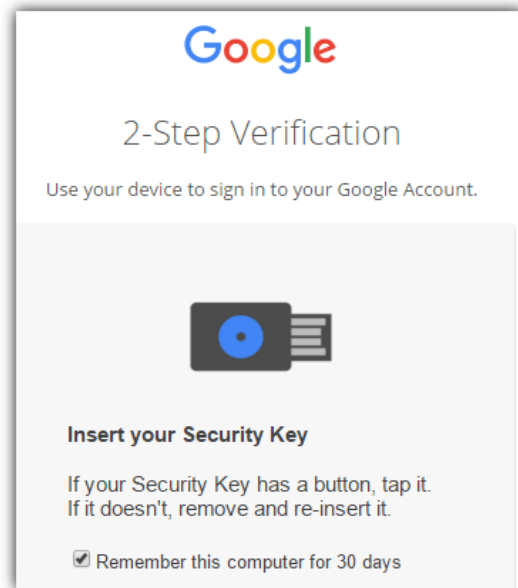 Google
2-Step Verification
Use your device to sign in to your Google Account.
Insert your Security Key
If your Security Key has a button, tap it.
If it doesn't, remove and re-insert it.
Remember this computer for 30 days